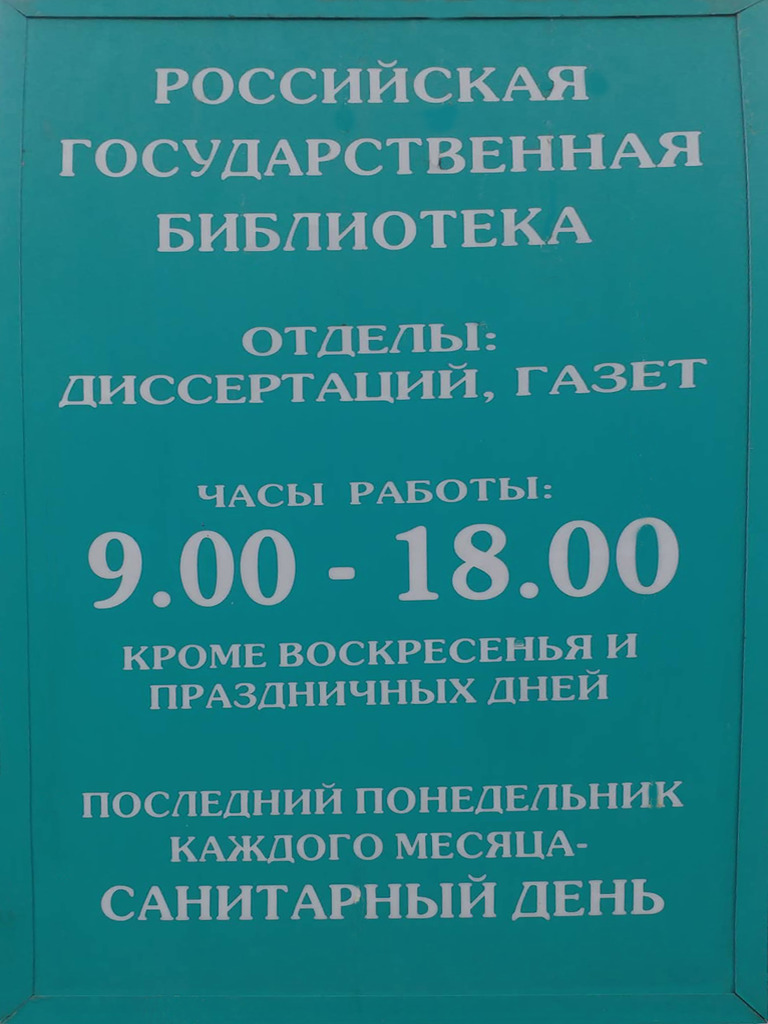 РОССИЙСКАЯ
ГОСУДАРСТВЕННАЯ
БИБЛИОТЕКА
ОТДЕЛЫ:
ДИССЕРТАЦИЙ, ГАЗЕТ
ЧАСЫ РАБОТЫ:
9.00 - 18.00
КРОМЕ ВОСКРЕСЕНЬЯ И
ПРАЗДНИЧНЫХ ДНЕЙ
ПОСЛЕДНИЙ ПОНЕДЕЛЬНИК
КАЖДОГО МЕСЯЦА-
САНИТАРНЫЙ ДЕНЬ